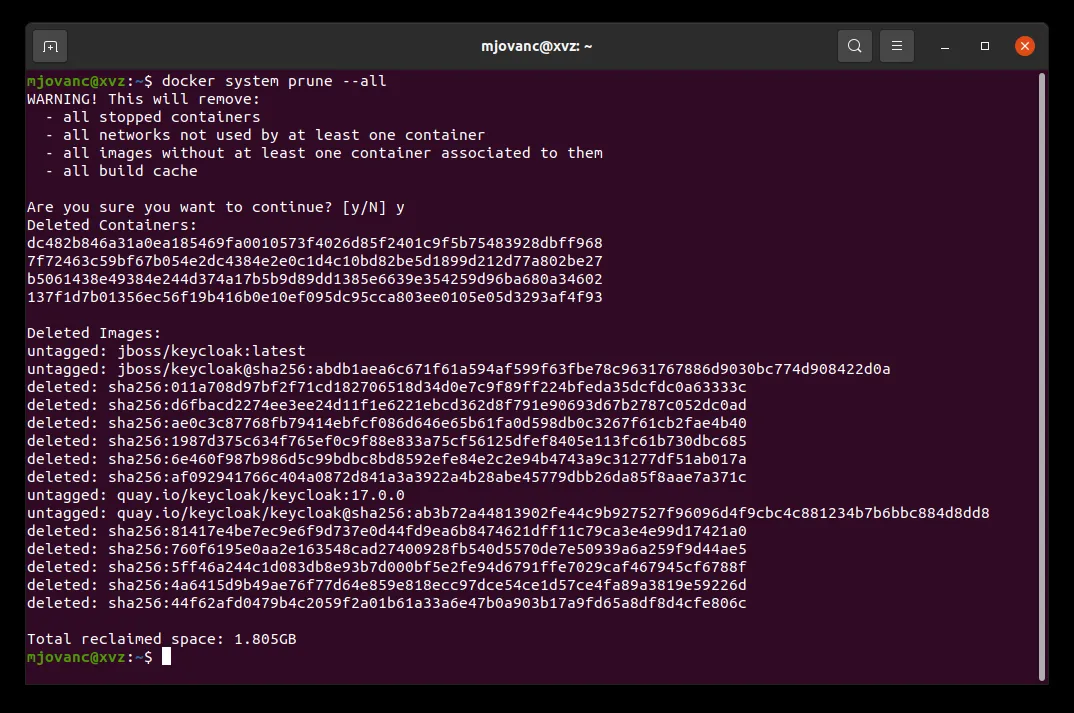 mjovanc@xvz: ~
mjovanc@xvz:~$ docker system prune --all
WARNING! This will remove:
  - all stopped containers
  - all networks not used by at least one container
  - all images without at least one container associated to them
  - all build cache

Are you sure you want to continue? [y/N] y
Deleted Containers:
dc482b846a31a0ea185469fa0010573f4026d85f2401c9f5b75483928dbff968
7f72463c59bf67b054e2dc4384e2e0c1d4c10bd82be5d1899d212d77a802be27
b5061438e49384e244d374a17b5b9d89dd1385e6639e354259d96ba680a34602
137f1d7b01356ec56f19b416b0e10ef095dc95cca803ee0105e05d3293af4f93

Deleted Images:
untagged: jboss/keycloak:latest
untagged: jboss/keycloak@sha256:abdb1aea6c671f61a594af599f63fbe78c9631767886d9030bc774d908422d0a
deleted: sha256:011a708d97bf2f71cd182706518d34d0e7c9f89ff224bfeda35dcfdc0a63333c
deleted: sha256:d6fbacd2274ee3ee24d11f1e6221ebcd362d8f791e90693d67b2787c052dc0ad
deleted: sha256:ae0c3c87768fb79414ebfcf086d646e65b61fa0d598db0c3267f61cb2fae4b40
deleted: sha256:1987d375c634f765ef0c9f88e833a75cf56125dfef8405e113fc61b730dbc685
deleted: sha256:6e460f987b986d5c99bdbc8bd8592efe84e2c2e94b4743a9c31277df51ab017a
deleted: sha256:af092941766c404a0872d841a3a3922a4b28abe45779dbb26da85f8aae7a371c
untagged: quay.io/keycloak/keycloak:17.0.0
untagged: quay.io/keycloak/keycloak@sha256:ab3b72a44813902fe44c9b927527f96096d4f9cbc4c881234b7b6bbc884d8dd8
deleted: sha256:81417e4be7ec9e6f9d737e0d44fd9ea6b8474621dff11c79ca3e4e99d17421a0
deleted: sha256:760f6195e0aa2e163548cad27400928fb540d5570de7e50939a6a259f9d44ae5
deleted: sha256:5ff46a244c1d083db8e93b7d000bf5e2fe94d6791ffe7029caf467945cf6788f
deleted: sha256:4a6415d9b49ae76f77d64e859e818ecc97dce54ce1d57ce4fa89a3819e59226d
deleted: sha256:44f62afd0479b4c2059f2a01b61a33a6e47b0a903b17a9fd65a8df8d4cfe806c

Total reclaimed space: 1.805GB
mjovanc@xvz:~$